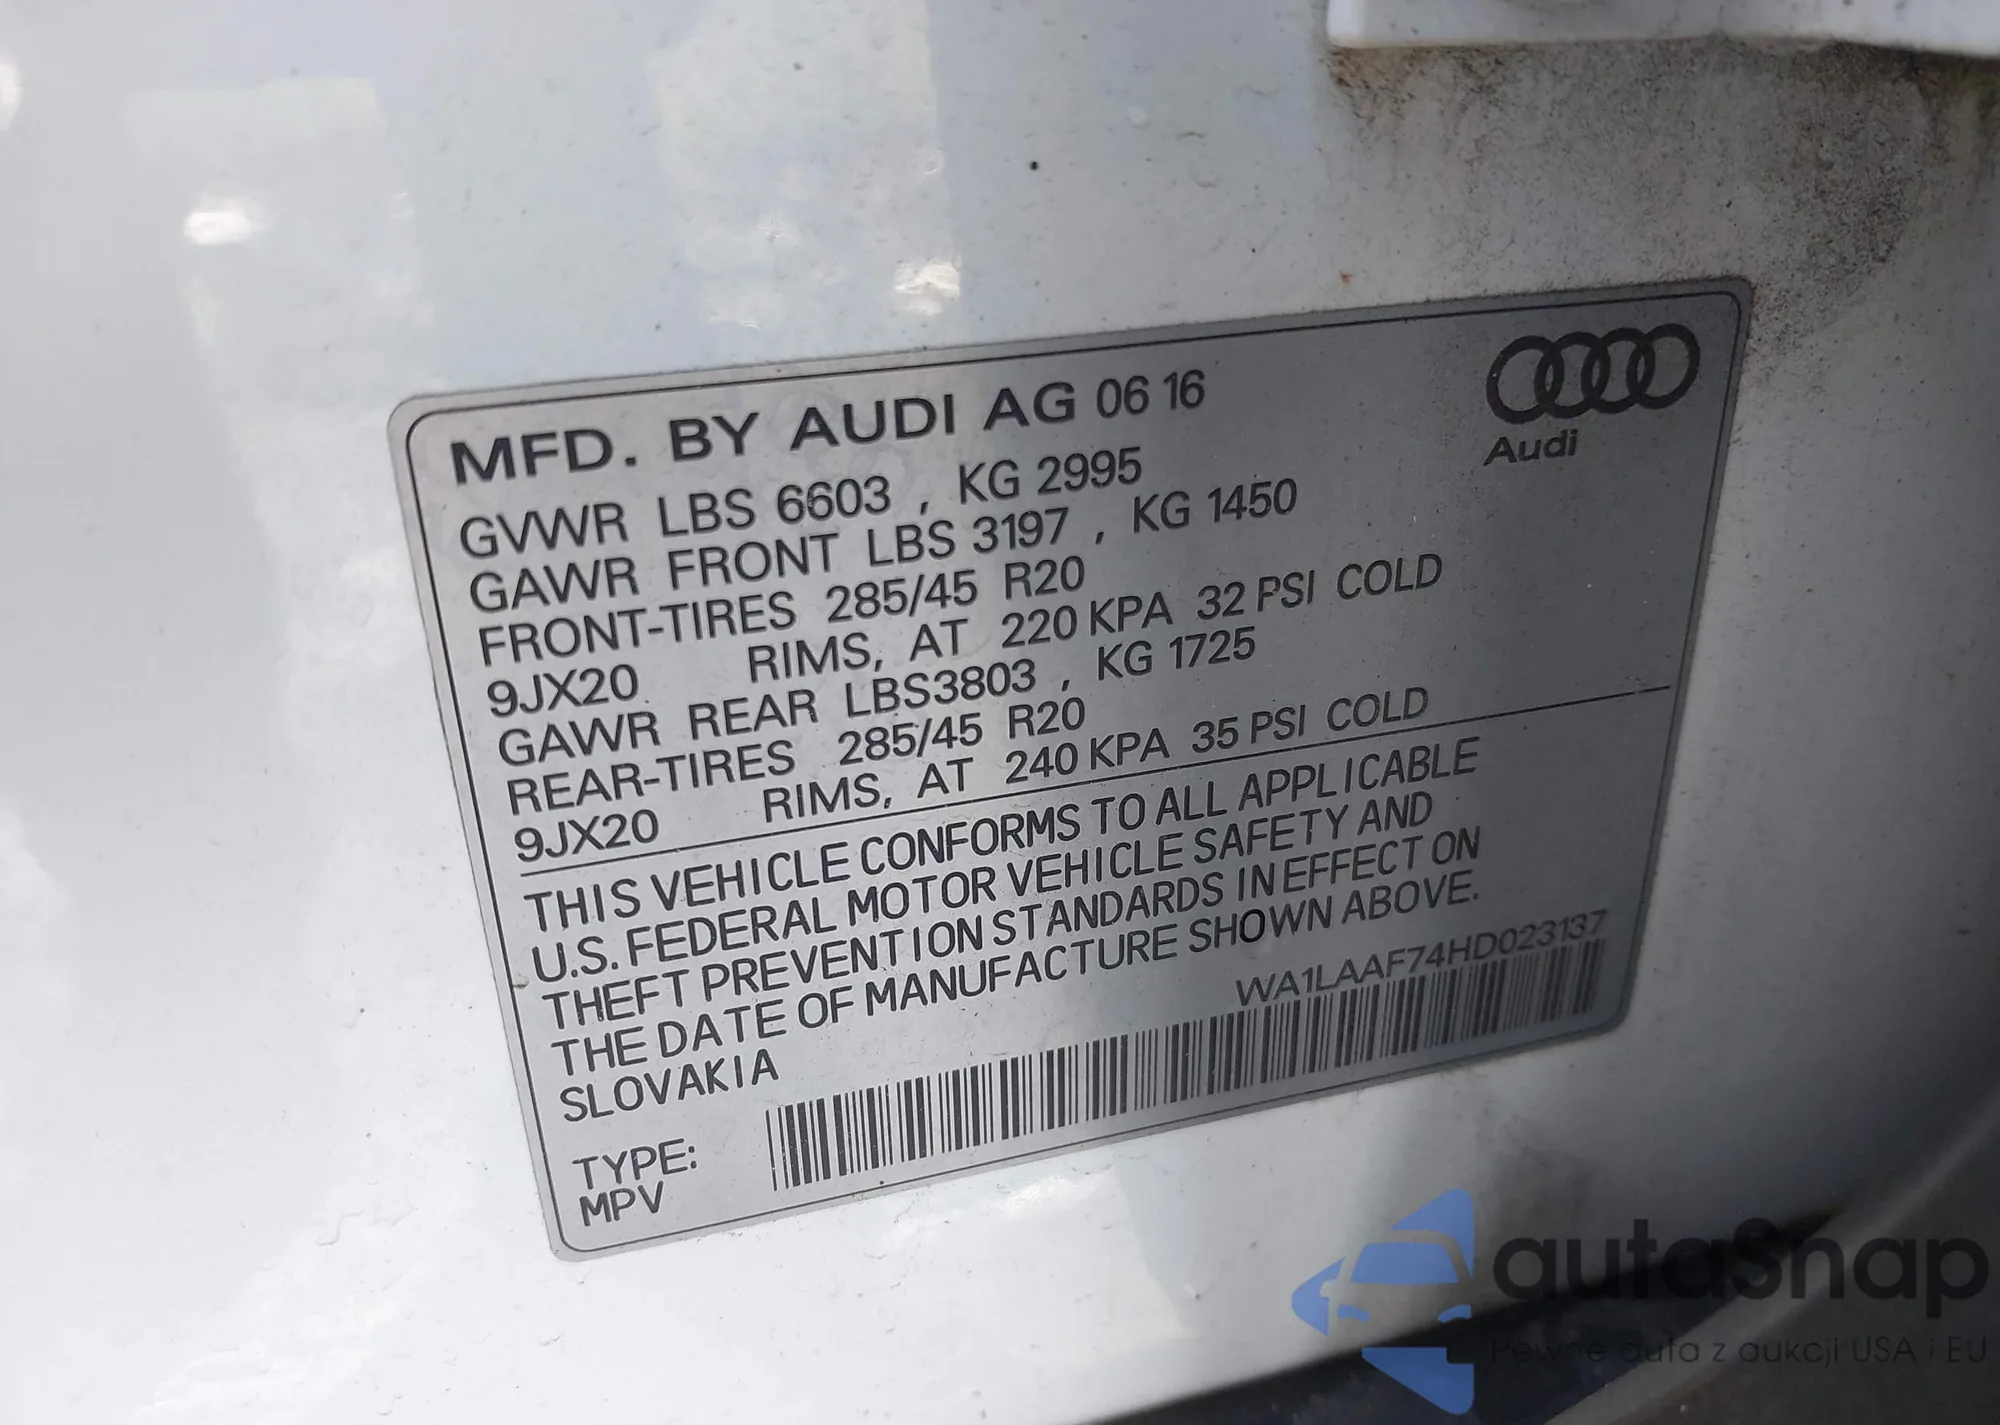 MFD. BY AUDI AG 06 16
Audi
GVWR LBS 6603 , KG 2995
GAWR FRONT LBS 3197 , KG 1450
FRONT-TIRES 285/45 R20
9JX20 RIMS, AT 220 KPA 32 PSI COLD
GAWR REAR LBS3803 , KG 1725
REAR-TIRES 285/45 R20
9JX20 RIMS, AT 240 KPA 35 PSI COLD
THIS VEHICLE CONFORMS TO ALL APPLICABLE
U.S. FEDERAL MOTOR VEHICLE SAFETY AND
THEFT PREVENTION STANDARDS IN EFFECT ON
THE DATE OF MANUFACTURE SHOWN ABOVE.
SLOVAKIA
WA1LAAF74HD023137
TYPE:
MPV
autaSnap
Pewne auta z aukcji USA i EU